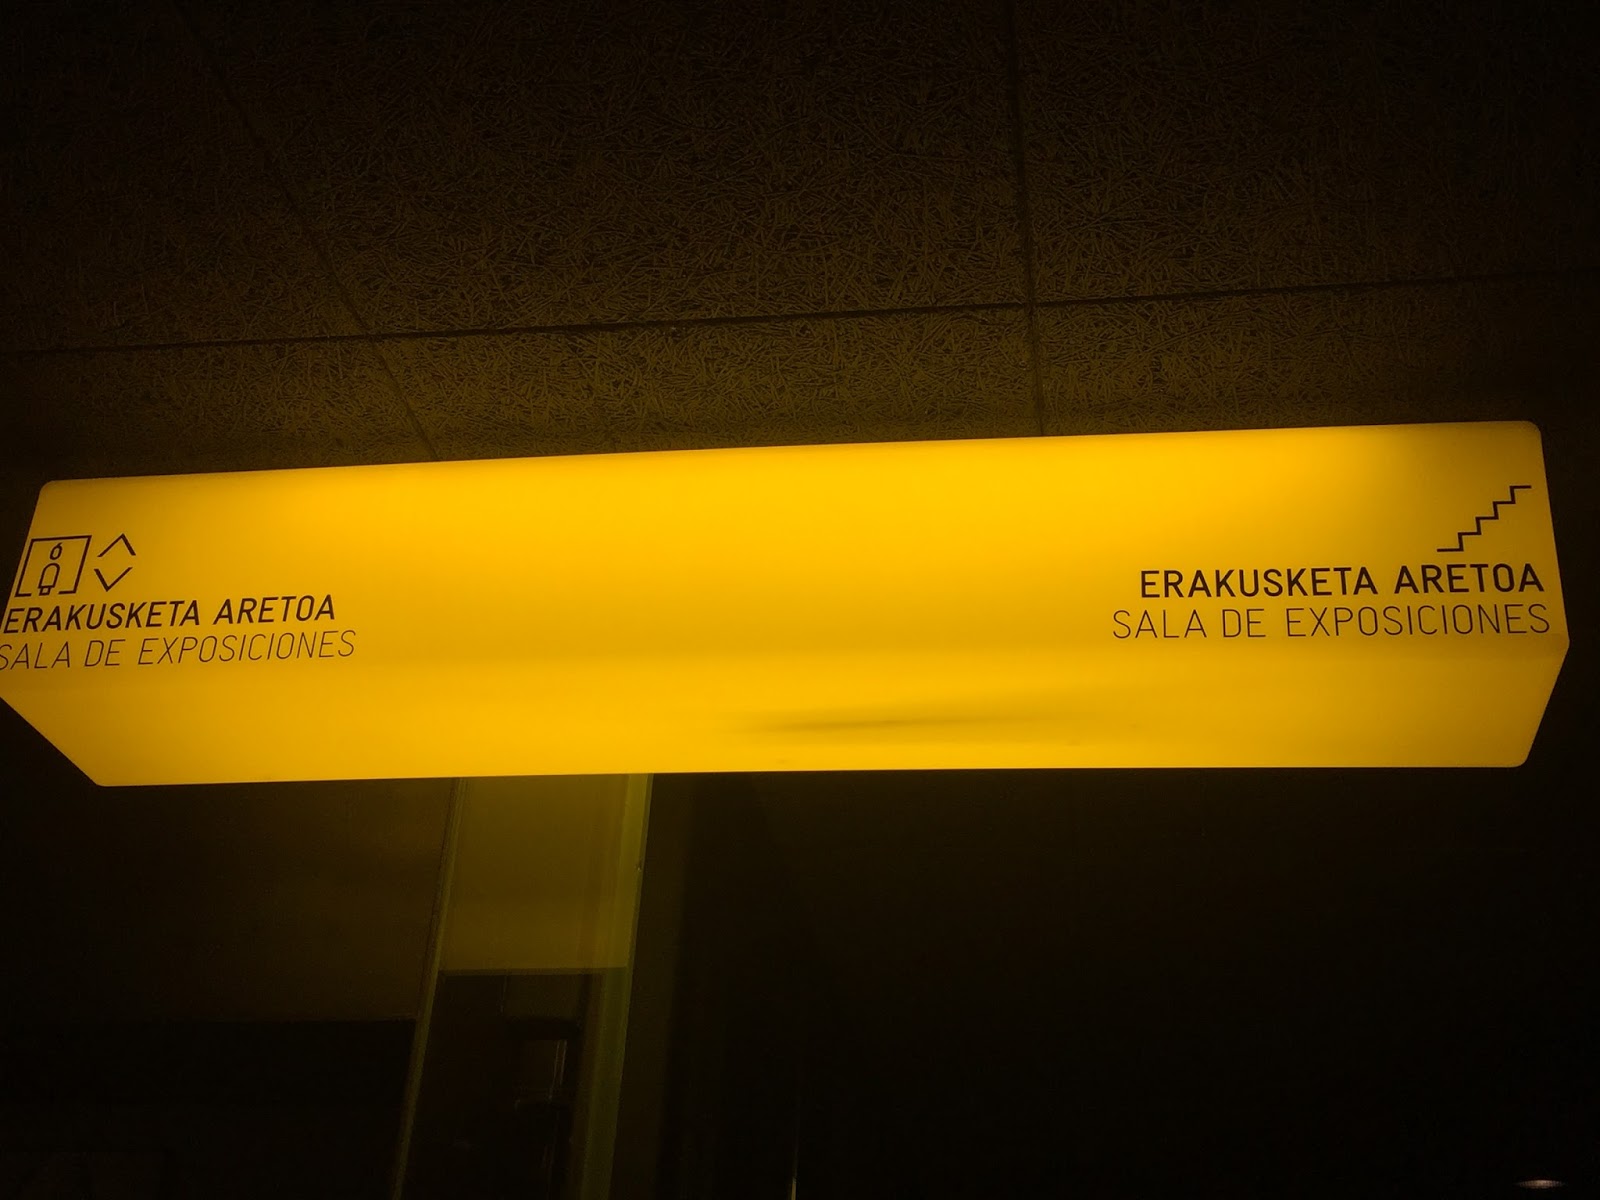 ERAKUSKETA ARETOA
SALA DE EXPOSICIONES
ERAKUSKETA ARETOA
SALA DE EXPOSICIONES